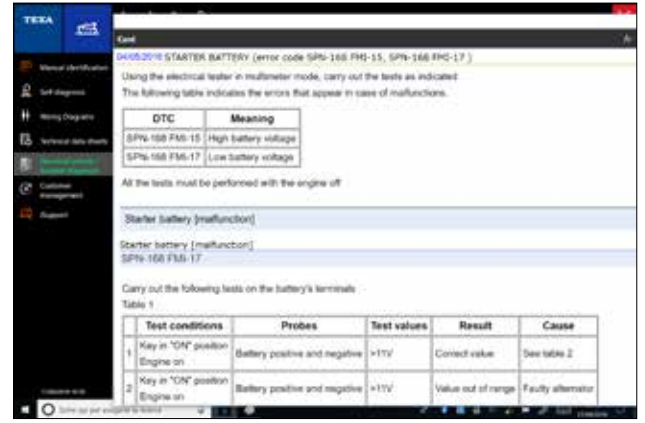 TEXA
Card
04/05/2016 STARTER BATTERY (error code SPN-168 FMI-15, SPN-168 FMI-17 )
Manual identification
Using the electrical tester in multimeter mode, carry out the tests as indicated
Self diagnosis
The following table indicates the errors that appear in case of malfunctions.
Wiring Diagrams
DTC Meaning
Technical data sheets
SPN-168 FMI-15 High battery voltage
SPN-168 FMI-17 Low battery voltage
Customer management
All the tests must be performed with the engine off
Support
Starter battery [malfunction]
Starter battery [malfunction]
SPN-168 FMI-17
Carry out the following tests on the battery's terminals
Table 1
Test conditions Probes Test values Result Cause
1 Key in "ON" position Engine on Battery positive and negative >11V Correct value See table 2
2 Key in "ON" position Engine on Battery positive and negative >11V Value out of range Faulty alternator